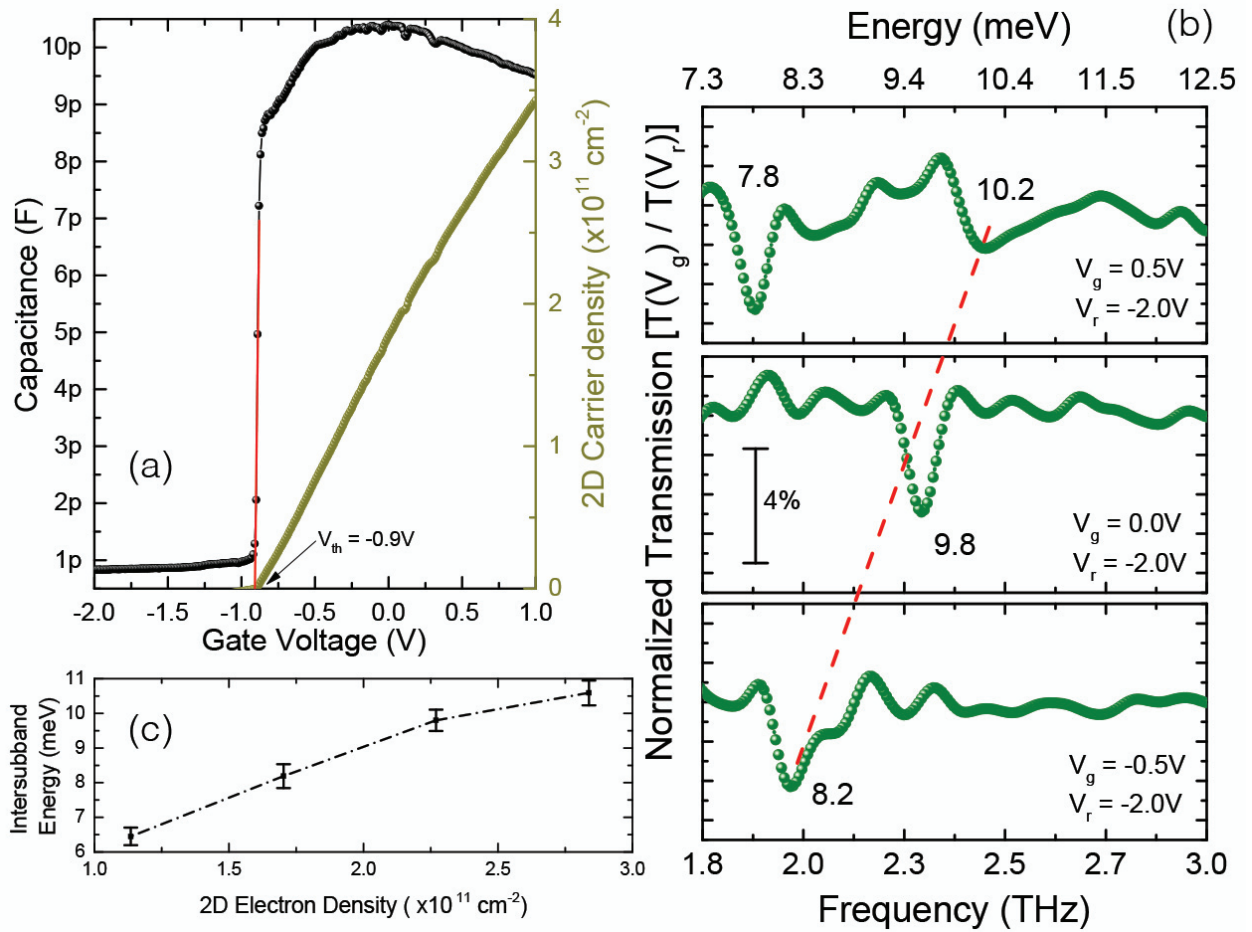 (a)
10p
9p
8p
7p
6p
5p
4p
3p
2p
1p
Capacitance (F)
-2.0 -1.5 -1.0 -0.5 0.0 0.5 1.0
Gate Voltage (V)
V_th = -0.9V
4
3
2
1
0
2D Carrier density (x10^11 cm^-2)
(b)
Energy (meV)
7.3 8.3 9.4 10.4 11.5 12.5
Normalized Transmission [T(V_g) / T(V_r)]
7.8
10.2
V_g = 0.5V
V_r = -2.0V
4%
9.8
V_g = 0.0V
V_r = -2.0V
8.2
V_g = -0.5V
V_r = -2.0V
1.8 2.0 2.3 2.5 2.7 3.0
Frequency (THz)
(c)
Intersubband
Energy (meV)
11
10
9
8
7
6
1.0 1.5 2.0 2.5 3.0
2D Electron Density ( x10^11 cm^-2)